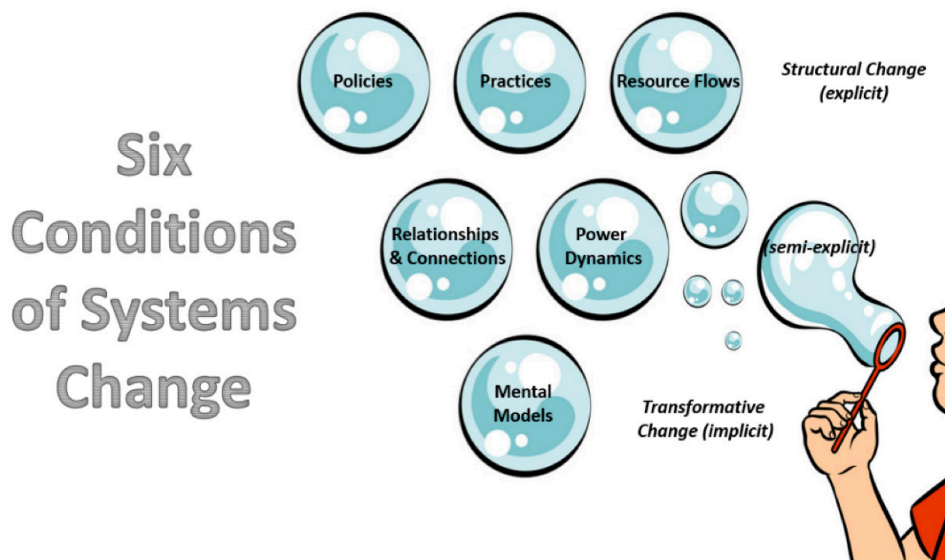 Six
Conditions
of Systems
Change
Policies
Practices
Resource Flows
Structural Change
(explicit)
Relationships
& Connections
Power
Dynamics
(semi-explicit)
Mental
Models
Transformative
Change (implicit)